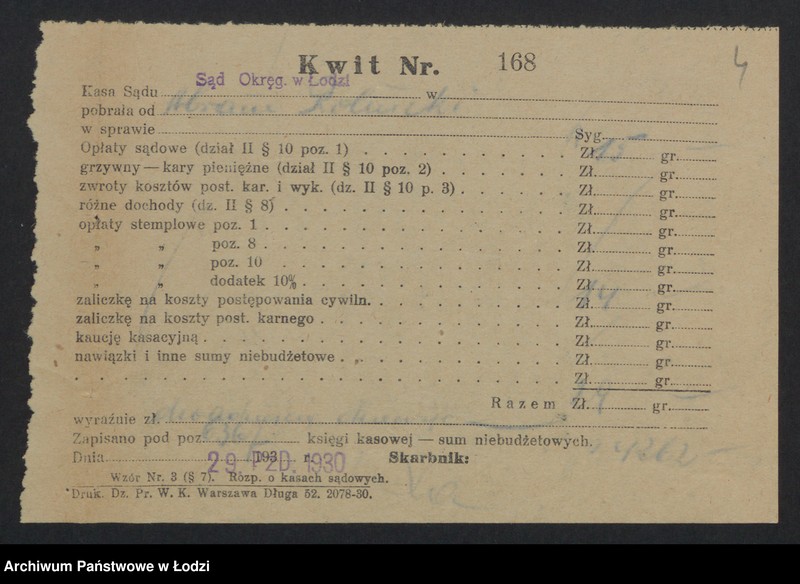 4
Kwit Nr. 168
Sąd Okręg. w Łodzi
Kasa Sądu w
pobrała od
w sprawie Syg.
Opłaty sądowe (dział II § 10 poz. 1) Zł. 15 gr.
grzywny — kary pieniężne (dział II § 10 poz. 2) Zł. gr.
zwroty kosztów post. kar. i wyk. (dz. II § 10 p. 3) Zł. gr.
różne dochody (dz. II § 8) Zł. gr.
opłaty stemplowe poz. 1 Zł. gr.
„ „ poz. 8 Zł. gr.
„ „ poz. 10 Zł. gr.
„ „ dodatek 10% Zł. gr.
zaliczkę na koszty postępowania cywiln. Zł. gr.
zaliczkę na koszty post. karnego Zł. gr.
kaucję kasacyjną Zł. gr.
nawiązki i inne sumy niebudżetowe Zł. gr.
Zł. gr.
Razem Zł. gr.
wyraźnie zł.
Zapisano pod poz. księgi kasowej — sum niebudżetowych.
Dnia 193 r. Skarbnik:
29 PAŹD. 1930
Wzór Nr. 3 (§ 7). Rozp. o kasach sądowych.
Druk. Dz. Pr. W. K. Warszawa Długa 52. 2078-30.
Archiwum Państwowe w Łodzi